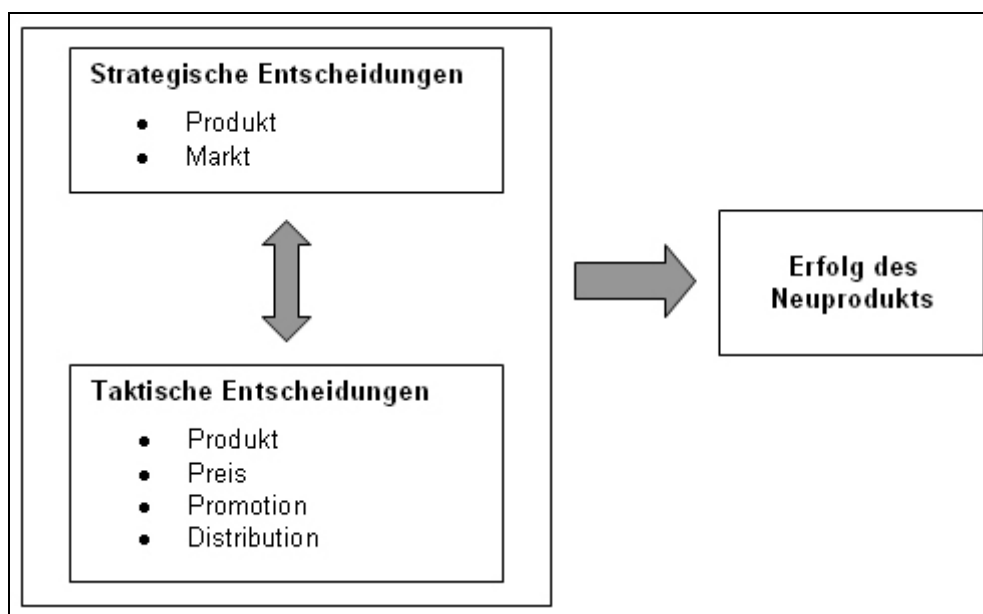 Strategische Entscheidungen
• Produkt
• Markt
Taktische Entscheidungen
• Produkt
• Preis
• Promotion
• Distribution
Erfolg des
Neuprodukts